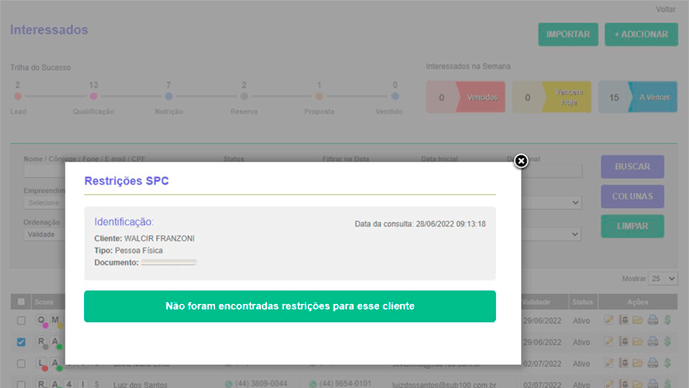 Voltar
Interessados
IMPORTAR
+ ADICIONAR
Trilha do Sucesso
Interessados na Semana
2 13 7 2 1 0
Lead Qualificação Nutrição Reserva Proposta Vendido
0 Vencidos
0 Vencem Hoje
15 A Vencer
Nome / Cônjuge / Fone / E-mail / CPF Status Filtrar na Data Data Inicial
BUSCAR
Selecione
COLUNAS
Ordenação
Validade
LIMPAR
Restrições SPC
Identificação:
Data da consulta: 28/06/2022 09:13:18
Cliente: WALCIR FRANZONI
Tipo: Pessoa Física
Documento:
Não foram encontradas restrições para esse cliente
Mostrar 25
Score Validade Status Ações
Q M 29/06/2022 Ativo
R A 29/06/2022 Ativo
L A 02/07/2022 Ativo
R A 4 I Luiz dos Santos (44) 3809-0044 (44) 9654-0101 luizdossantos@sub100.com.br 02/07/2022 Ativo